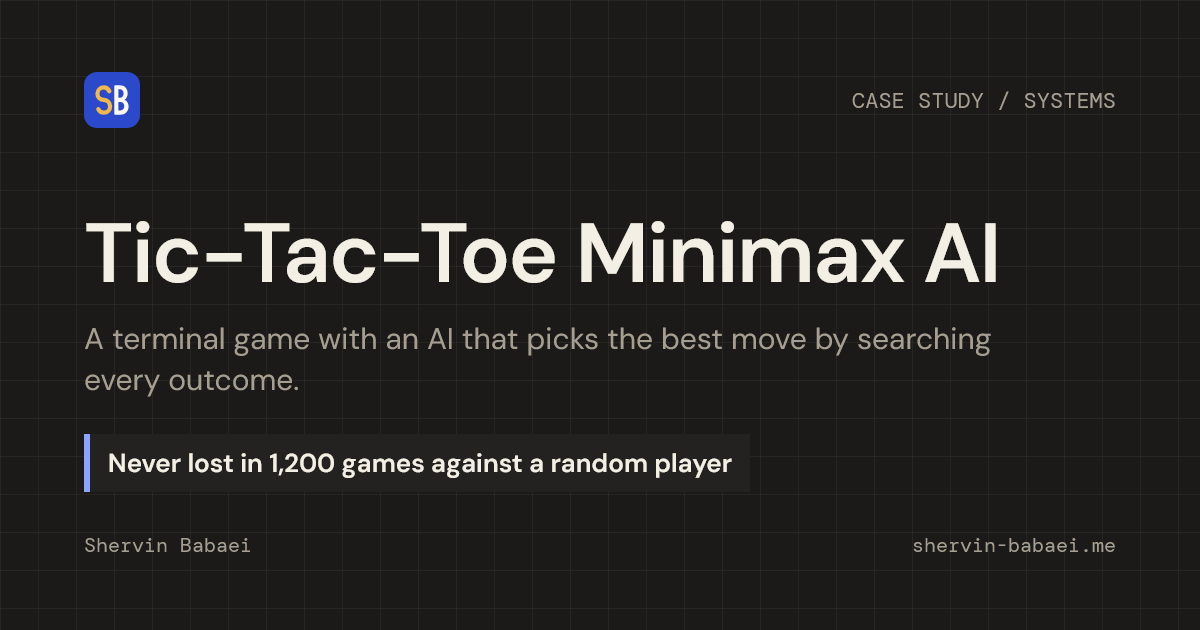 SB
CASE STUDY / SYSTEMS
Tic-Tac-Toe Minimax AI
A terminal game with an AI that picks the best move by searching
every outcome.
Never lost in 1,200 games against a random player
Shervin Babaei
shervin-babaei.me